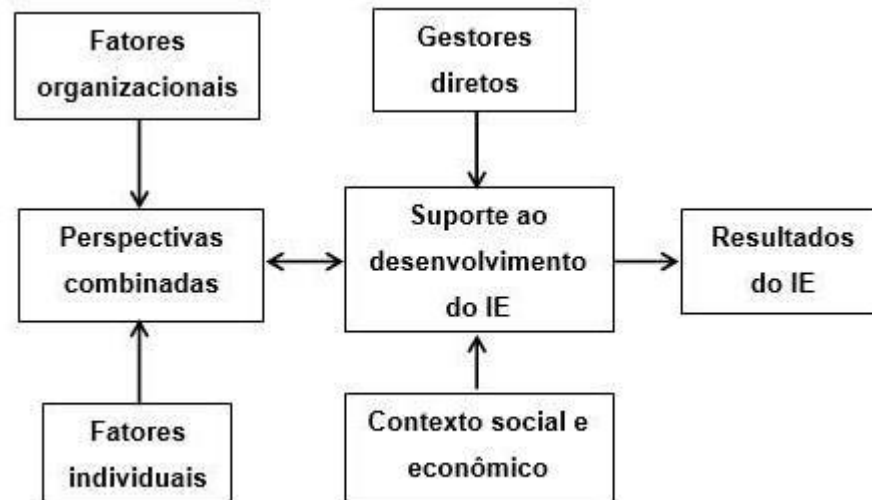 Fatores
organizacionais
Gestores
diretos
Perspectivas
combinadas
Suporte ao
desenvolvimento
do IE
Resultados
do IE
Fatores
individuais
Contexto social e
econômico